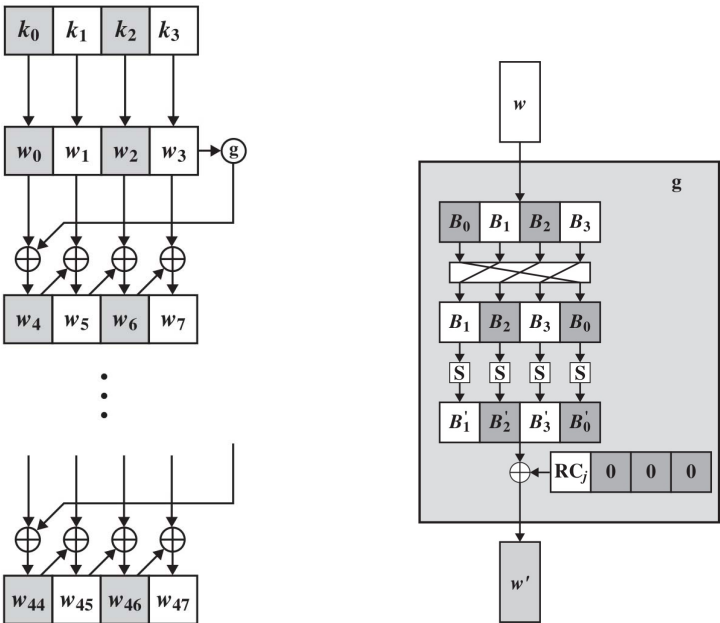 k0 k1 k2 k3
w0 w1 w2 w3 g
w4 w5 w6 w7
w44 w45 w46 w47
w
g
B0 B1 B2 B3
B1 B2 B3 B0
S S S S
B'1 B'2 B'3 B'0
RCj 0 0 0
w'